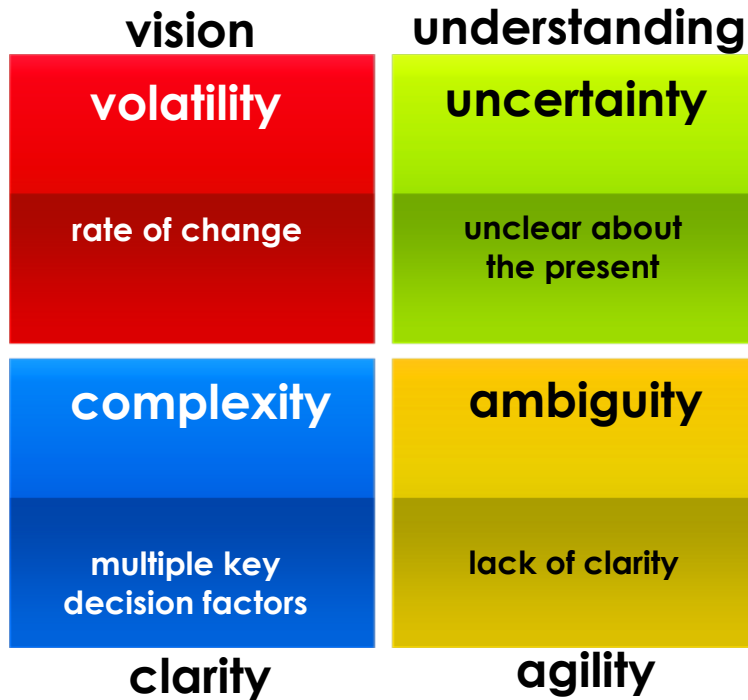 vision
understanding
volatility
uncertainty
rate of change
unclear about
the present
complexity
ambiguity
multiple key
decision factors
lack of clarity
clarity
agility